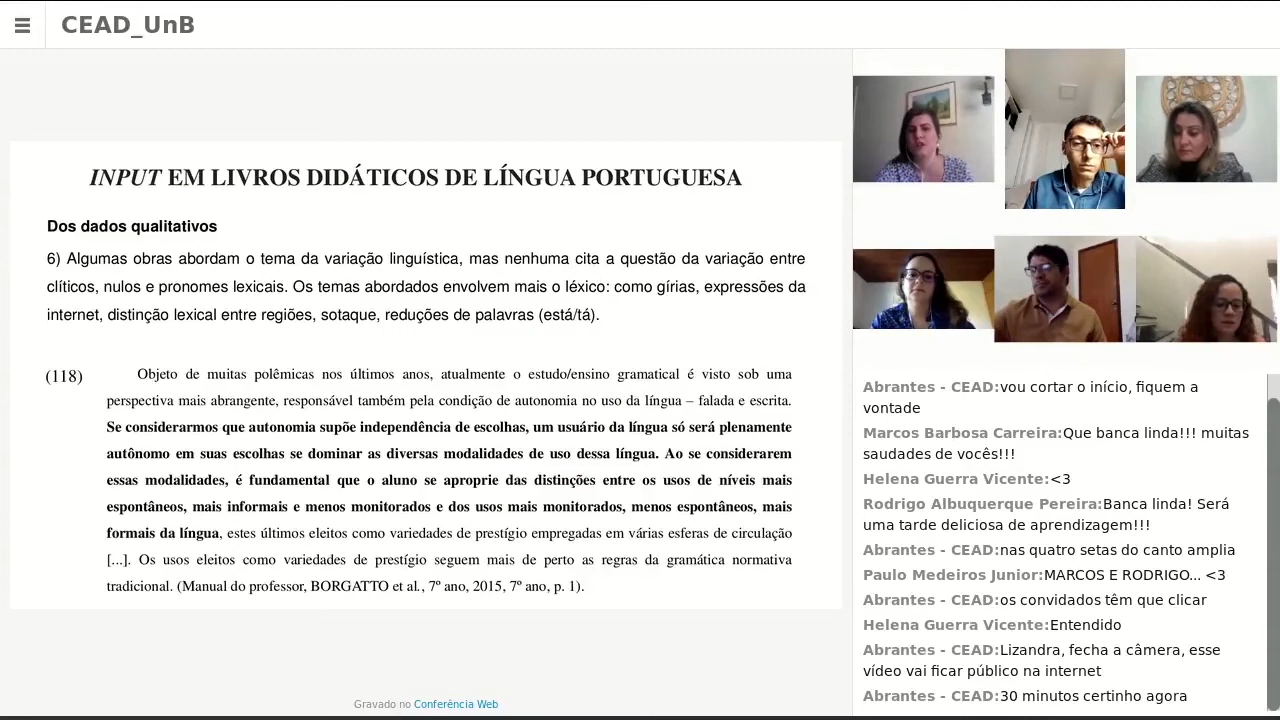 CEAD_UnB
INPUT EM LIVROS DIDÁTICOS DE LÍNGUA PORTUGUESA
Dos dados qualitativos
6) Algumas obras abordam o tema da variação linguística, mas nenhuma cita a questão da variação entre
clíticos, nulos e pronomes lexicais. Os temas abordados envolvem mais o léxico: como gírias, expressões da
internet, distinção lexical entre regiões, sotaque, reduções de palavras (está/tá).
(118) Objeto de muitas polêmicas nos últimos anos, atualmente o estudo/ensino gramatical é visto sob uma
perspectiva mais abrangente, responsável também pela condição de autonomia no uso da língua – falada e escrita.
Se considerarmos que autonomia supõe independência de escolhas, um usuário da língua só será plenamente
autônomo em suas escolhas se dominar as diversas modalidades de uso dessa língua. Ao se considerarem
essas modalidades, é fundamental que o aluno se aproprie das distinções entre os usos de níveis mais
espontâneos, mais informais e menos monitorados e dos usos mais monitorados, menos espontâneos, mais
formais da língua, estes últimos eleitos como variedades de prestígio empregadas em várias esferas de circulação
[...]. Os usos eleitos como variedades de prestígio seguem mais de perto as regras da gramática normativa
tradicional. (Manual do professor, BORGATTO et al., 7º ano, 2015, 7º ano, p. 1).
Gravado no Conferência Web
Abrantes - CEAD:vou cortar o início, fiquem a
vontade
Marcos Barbosa Carreira:Que banca linda!!! muitas
saudades de vocês!!!
Helena Guerra Vicente:<3
Rodrigo Albuquerque Pereira:Banca linda! Será
uma tarde deliciosa de aprendizagem!!!
Abrantes - CEAD:nas quatro setas do canto amplia
Paulo Medeiros Junior:MARCOS E RODRIGO... <3
Abrantes - CEAD:os convidados têm que clicar
Helena Guerra Vicente:Entendido
Abrantes - CEAD:Lizandra, fecha a câmera, esse
vídeo vai ficar público na internet
Abrantes - CEAD:30 minutos certinho agora